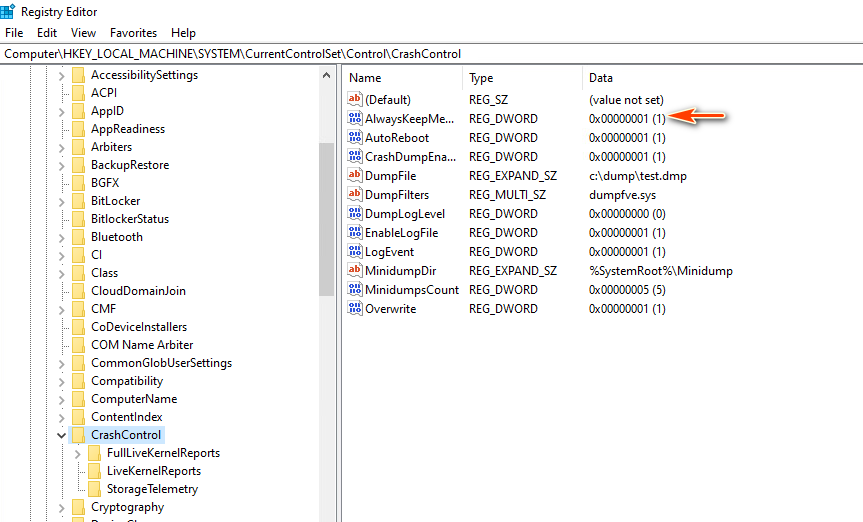 Registry Editor
File Edit View Favorites Help
Computer\HKEY_LOCAL_MACHINE\SYSTEM\CurrentControlSet\Control\CrashControl
AccessibilitySettings
ACPI
AppID
AppReadiness
Arbiters
BackupRestore
BGFX
BitLocker
BitlockerStatus
Bluetooth
CI
Class
CloudDomainJoin
CMF
CoDeviceInstallers
COM Name Arbiter
CommonGlobUserSettings
Compatibility
ComputerName
ContentIndex
CrashControl
FullLiveKernelReports
LiveKernelReports
StorageTelemetry
Cryptography
Name Type Data
(Default) REG_SZ (value not set)
AlwaysKeepMe... REG_DWORD 0x00000001 (1)
AutoReboot REG_DWORD 0x00000001 (1)
CrashDumpEna... REG_DWORD 0x00000001 (1)
DumpFile REG_EXPAND_SZ c:\dump\test.dmp
DumpFilters REG_MULTI_SZ dumpfve.sys
DumpLogLevel REG_DWORD 0x00000000 (0)
EnableLogFile REG_DWORD 0x00000001 (1)
LogEvent REG_DWORD 0x00000001 (1)
MinidumpDir REG_EXPAND_SZ %SystemRoot%\Minidump
MinidumpsCount REG_DWORD 0x00000005 (5)
Overwrite REG_DWORD 0x00000001 (1)